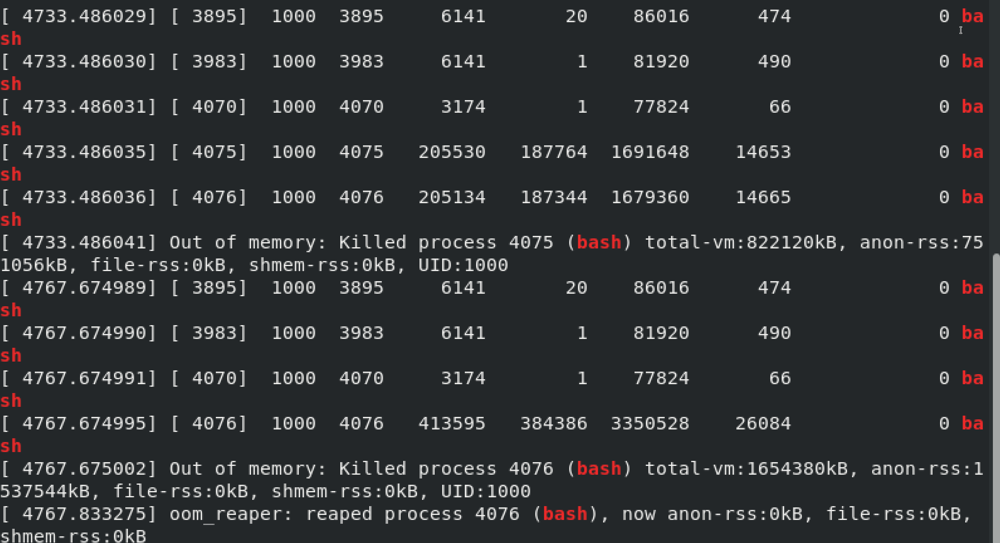 [ 4733.486029] [ 3895]  1000  3895     6141       20    86016      474             0 ba
sh
[ 4733.486030] [ 3983]  1000  3983     6141        1    81920      490             0 ba
sh
[ 4733.486031] [ 4070]  1000  4070     3174        1    77824       66             0 ba
sh
[ 4733.486035] [ 4075]  1000  4075   205530   187764  1691648    14653             0 ba
sh
[ 4733.486036] [ 4076]  1000  4076   205134   187344  1679360    14665             0 ba
sh
[ 4733.486041] Out of memory: Killed process 4075 (bash) total-vm:822120kB, anon-rss:75
1056kB, file-rss:0kB, shmem-rss:0kB, UID:1000
[ 4767.674989] [ 3895]  1000  3895     6141       20    86016      474             0 ba
sh
[ 4767.674990] [ 3983]  1000  3983     6141        1    81920      490             0 ba
sh
[ 4767.674991] [ 4070]  1000  4070     3174        1    77824       66             0 ba
sh
[ 4767.674995] [ 4076]  1000  4076   413595   384386  3350528    26084             0 ba
sh
[ 4767.675002] Out of memory: Killed process 4076 (bash) total-vm:1654380kB, anon-rss:1
537544kB, file-rss:0kB, shmem-rss:0kB, UID:1000
[ 4767.833275] oom_reaper: reaped process 4076 (bash), now anon-rss:0kB, file-rss:0kB,
shmem-rss:0kB